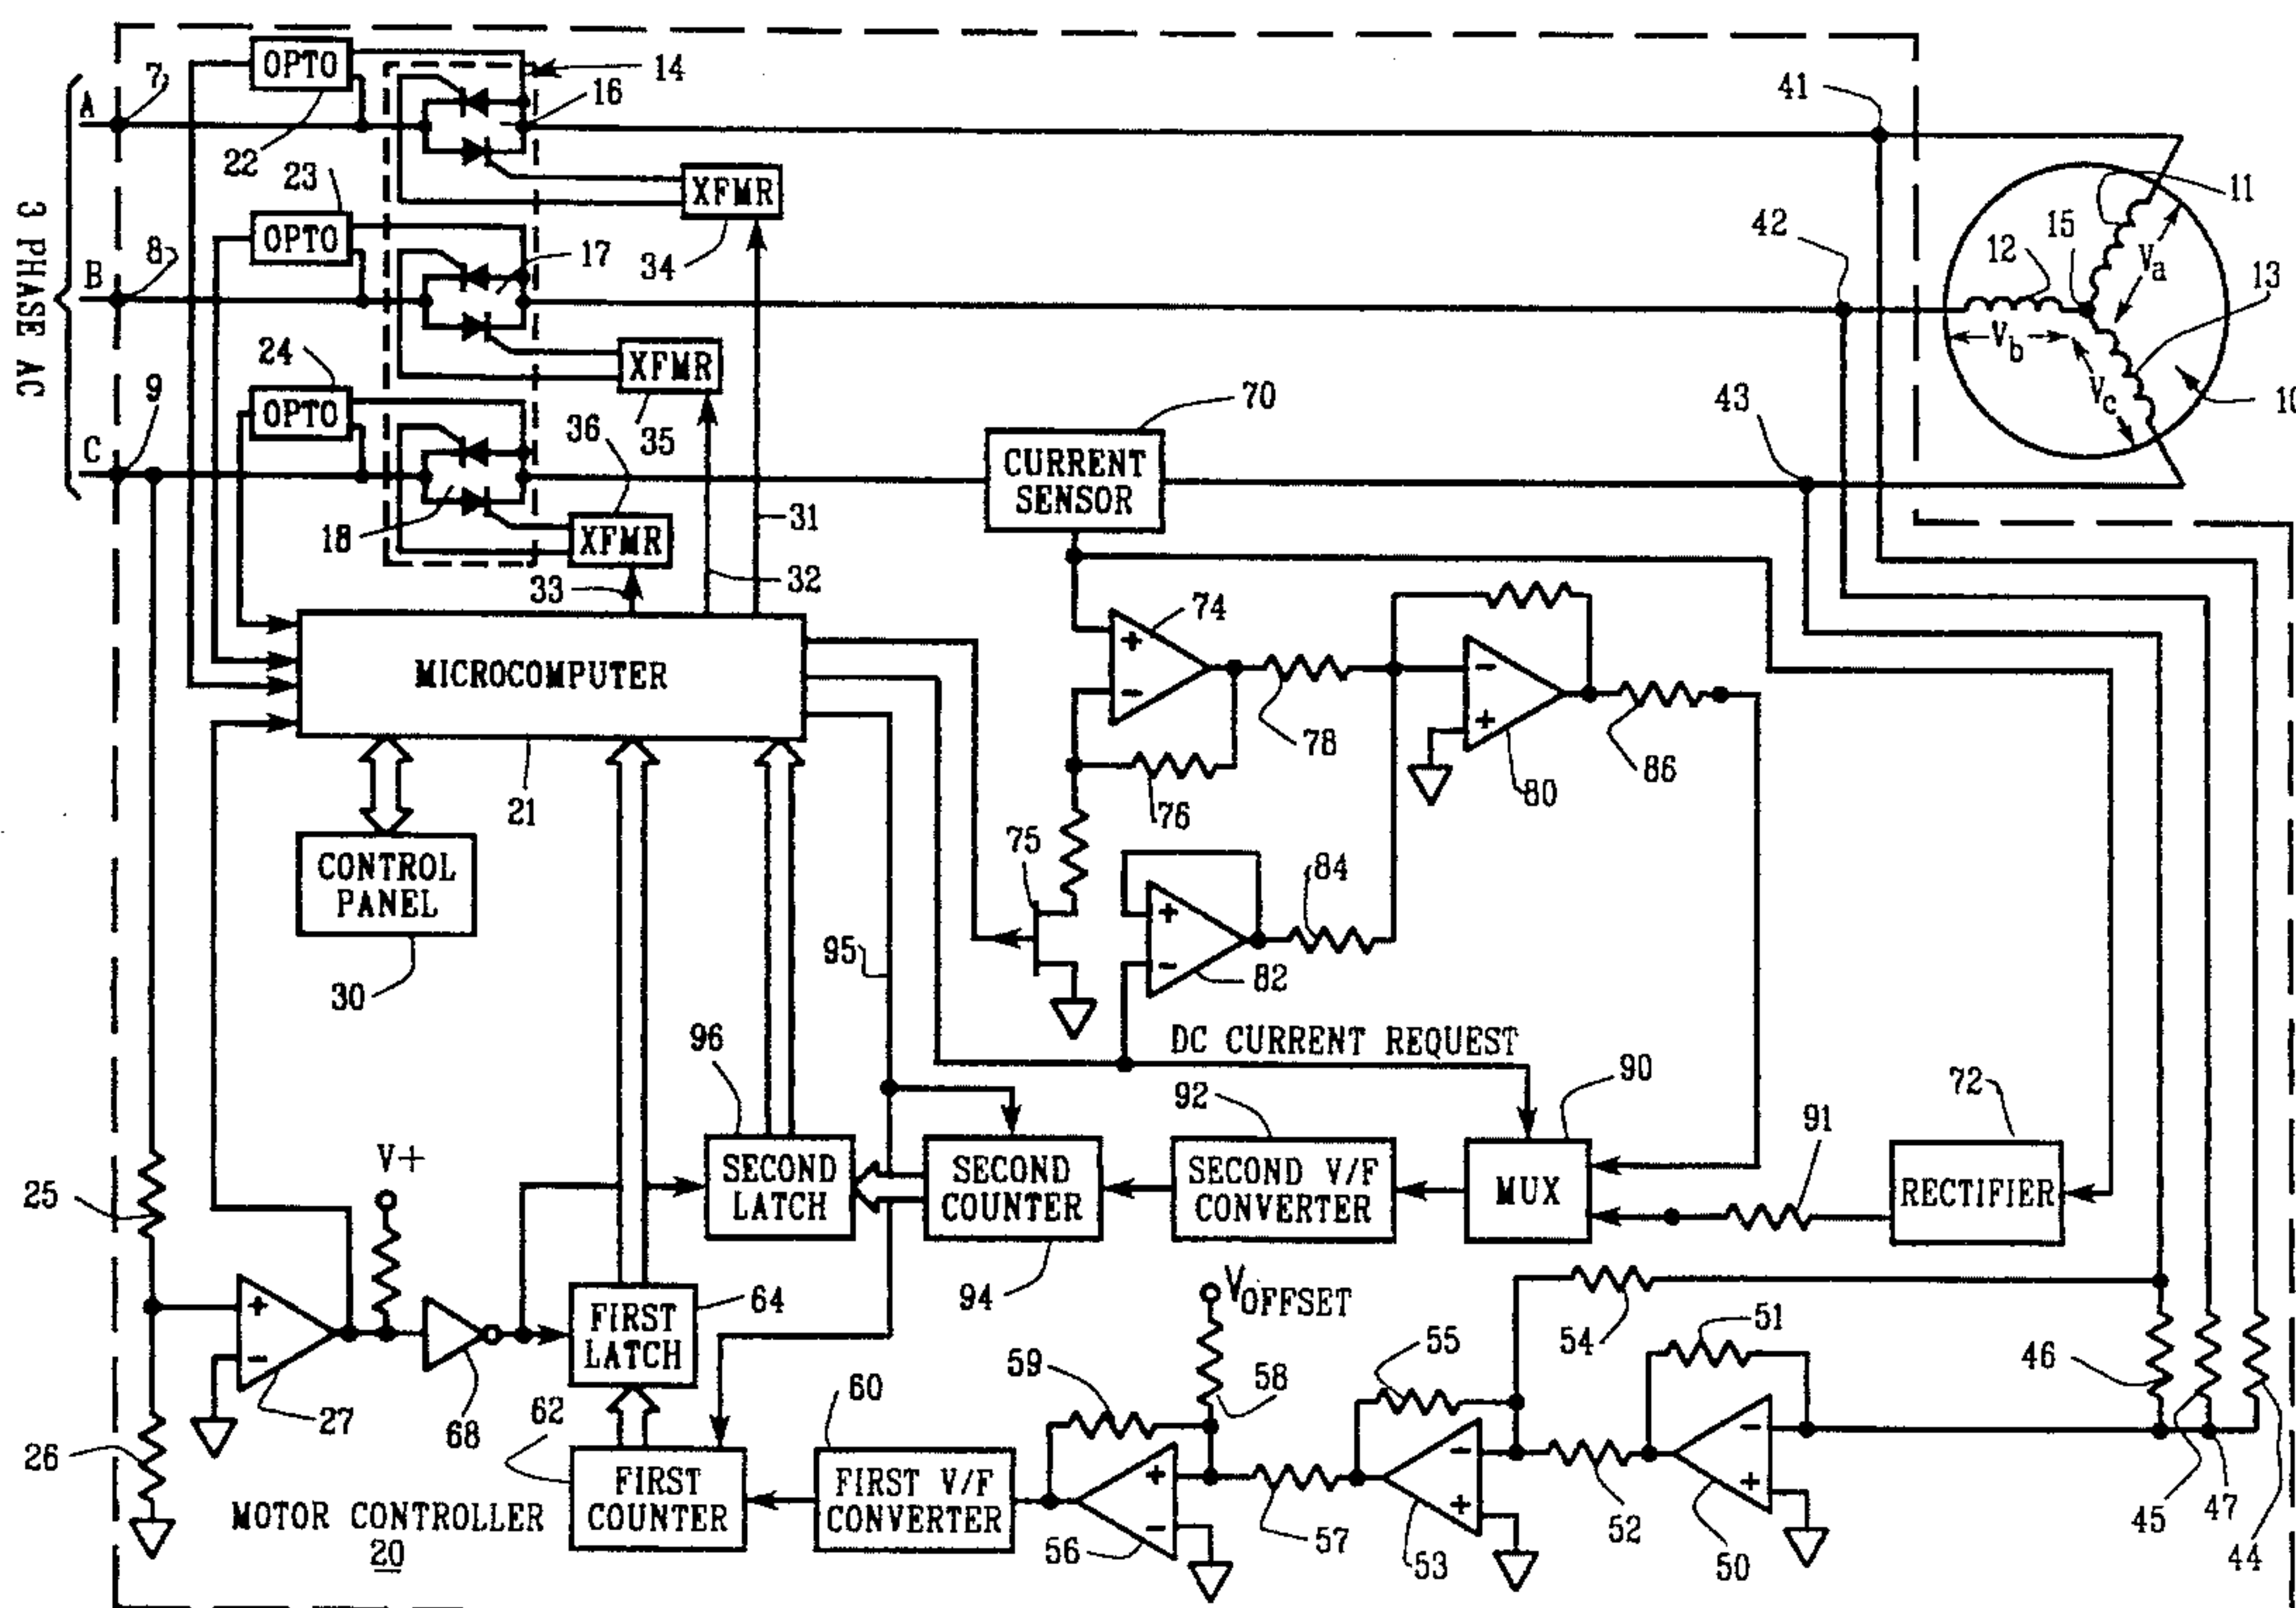 OPTO
14
7
A
16
41
22
XFMR
11
23
OPTO
42
15
12
V_a
8
17
34
13
B
3 PHASE AC
24
XFMR
V_b
9
OPTO
36
35
70
43
V_c
10
C
CURRENT
SENSOR
18
XFMR
31
33
32
74
+
-
MICROCOMPUTER
-
+
78
86
21
76
80
CONTROL
PANEL
75
84
30
95
+
-
82
96
DC CURRENT REQUEST
90
92
72
91
V+
SECOND
LATCH
SECOND
COUNTER
SECOND V/F
CONVERTER
MUX
RECTIFIER
25
64
94
V_OFFSET
+
-
FIRST
LATCH
54
51
55
46
59
58
60
27
68
62
26
-
+
-
+
+
-
MOTOR CONTROLLER
20
FIRST
COUNTER
FIRST V/F
CONVERTER
56
57
53
52
50
45
47
44